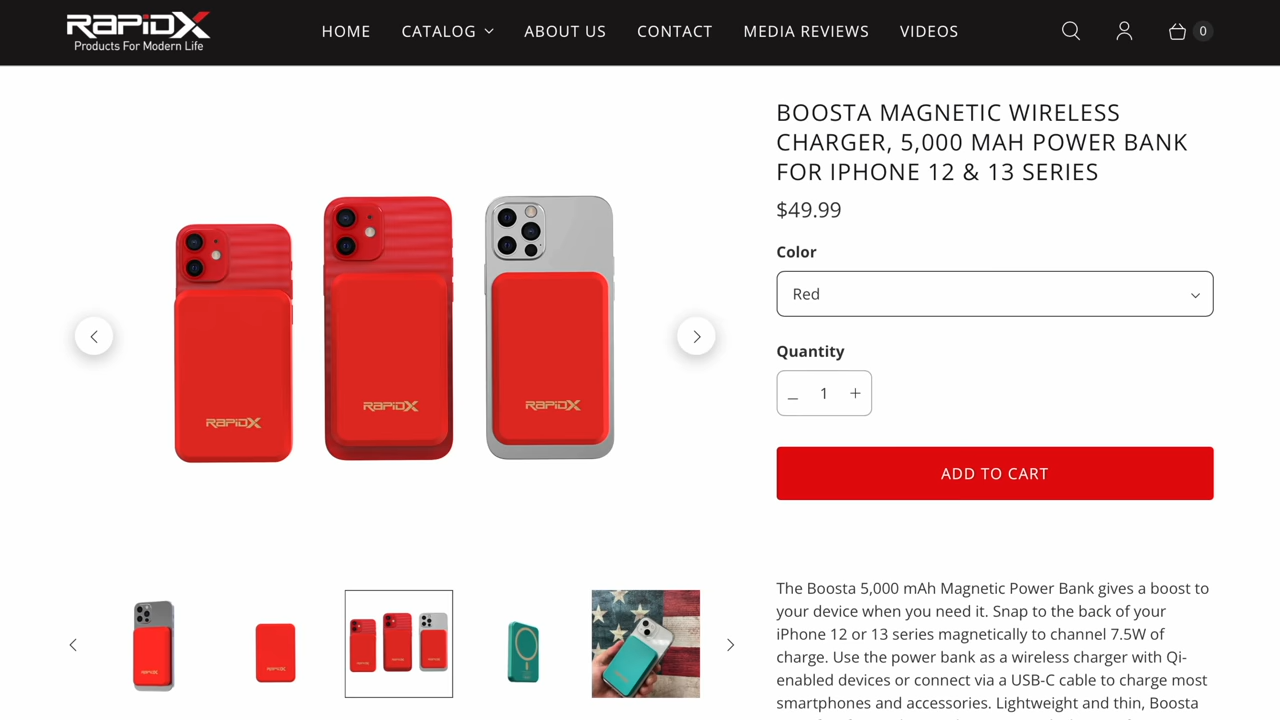 RAPIDX
Products For Modern Life
HOME
CATALOG
ABOUT US
CONTACT
MEDIA REVIEWS
VIDEOS
0
BOOSTA MAGNETIC WIRELESS
CHARGER, 5,000 MAH POWER BANK
FOR IPHONE 12 & 13 SERIES
$49.99
Color
Red
Quantity
1
ADD TO CART
RAPIDX
RAPIDX
RAPIDX
The Boosta 5,000 mAh Magnetic Power Bank gives a boost to
your device when you need it. Snap to the back of your
iPhone 12 or 13 series magnetically to channel 7.5W of
charge. Use the power bank as a wireless charger with Qi-
enabled devices or connect via a USB-C cable to charge most
smartphones and accessories. Lightweight and thin, Boosta